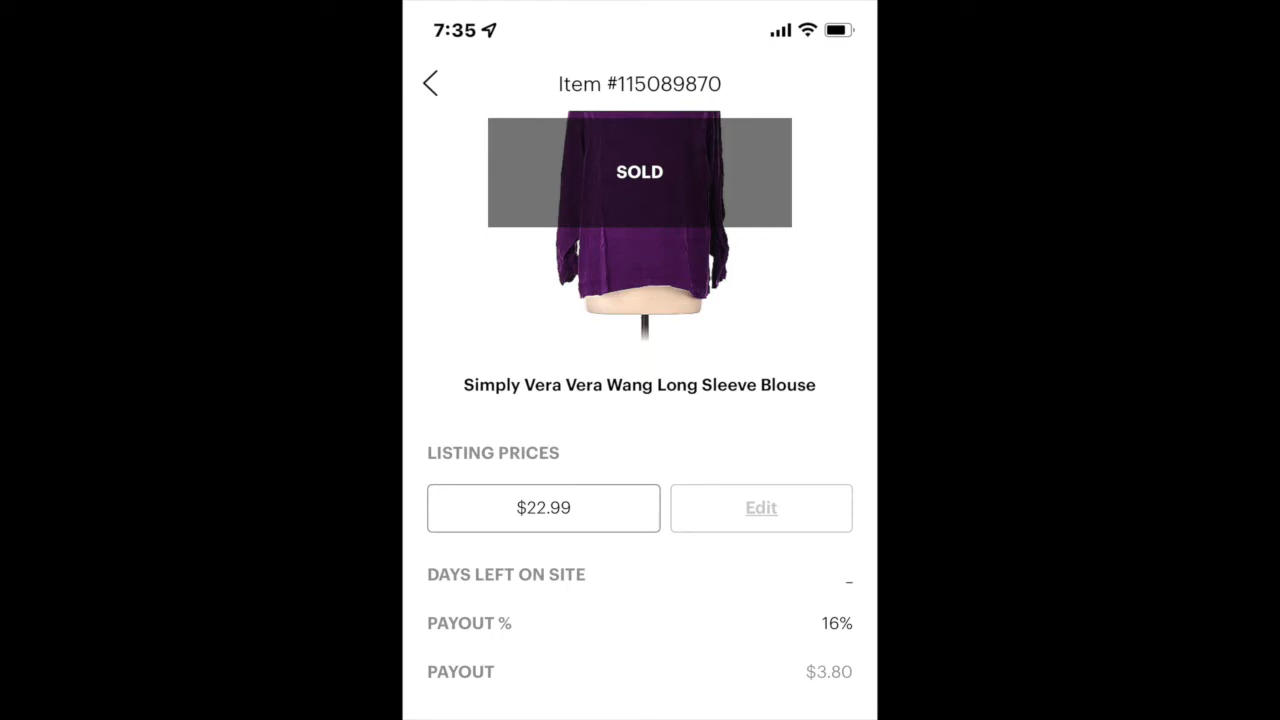 7:35
Item #115089870
SOLD
Simply Vera Vera Wang Long Sleeve Blouse
LISTING PRICES
$22.99
Edit
DAYS LEFT ON SITE
_
PAYOUT %
16%
PAYOUT
$3.80